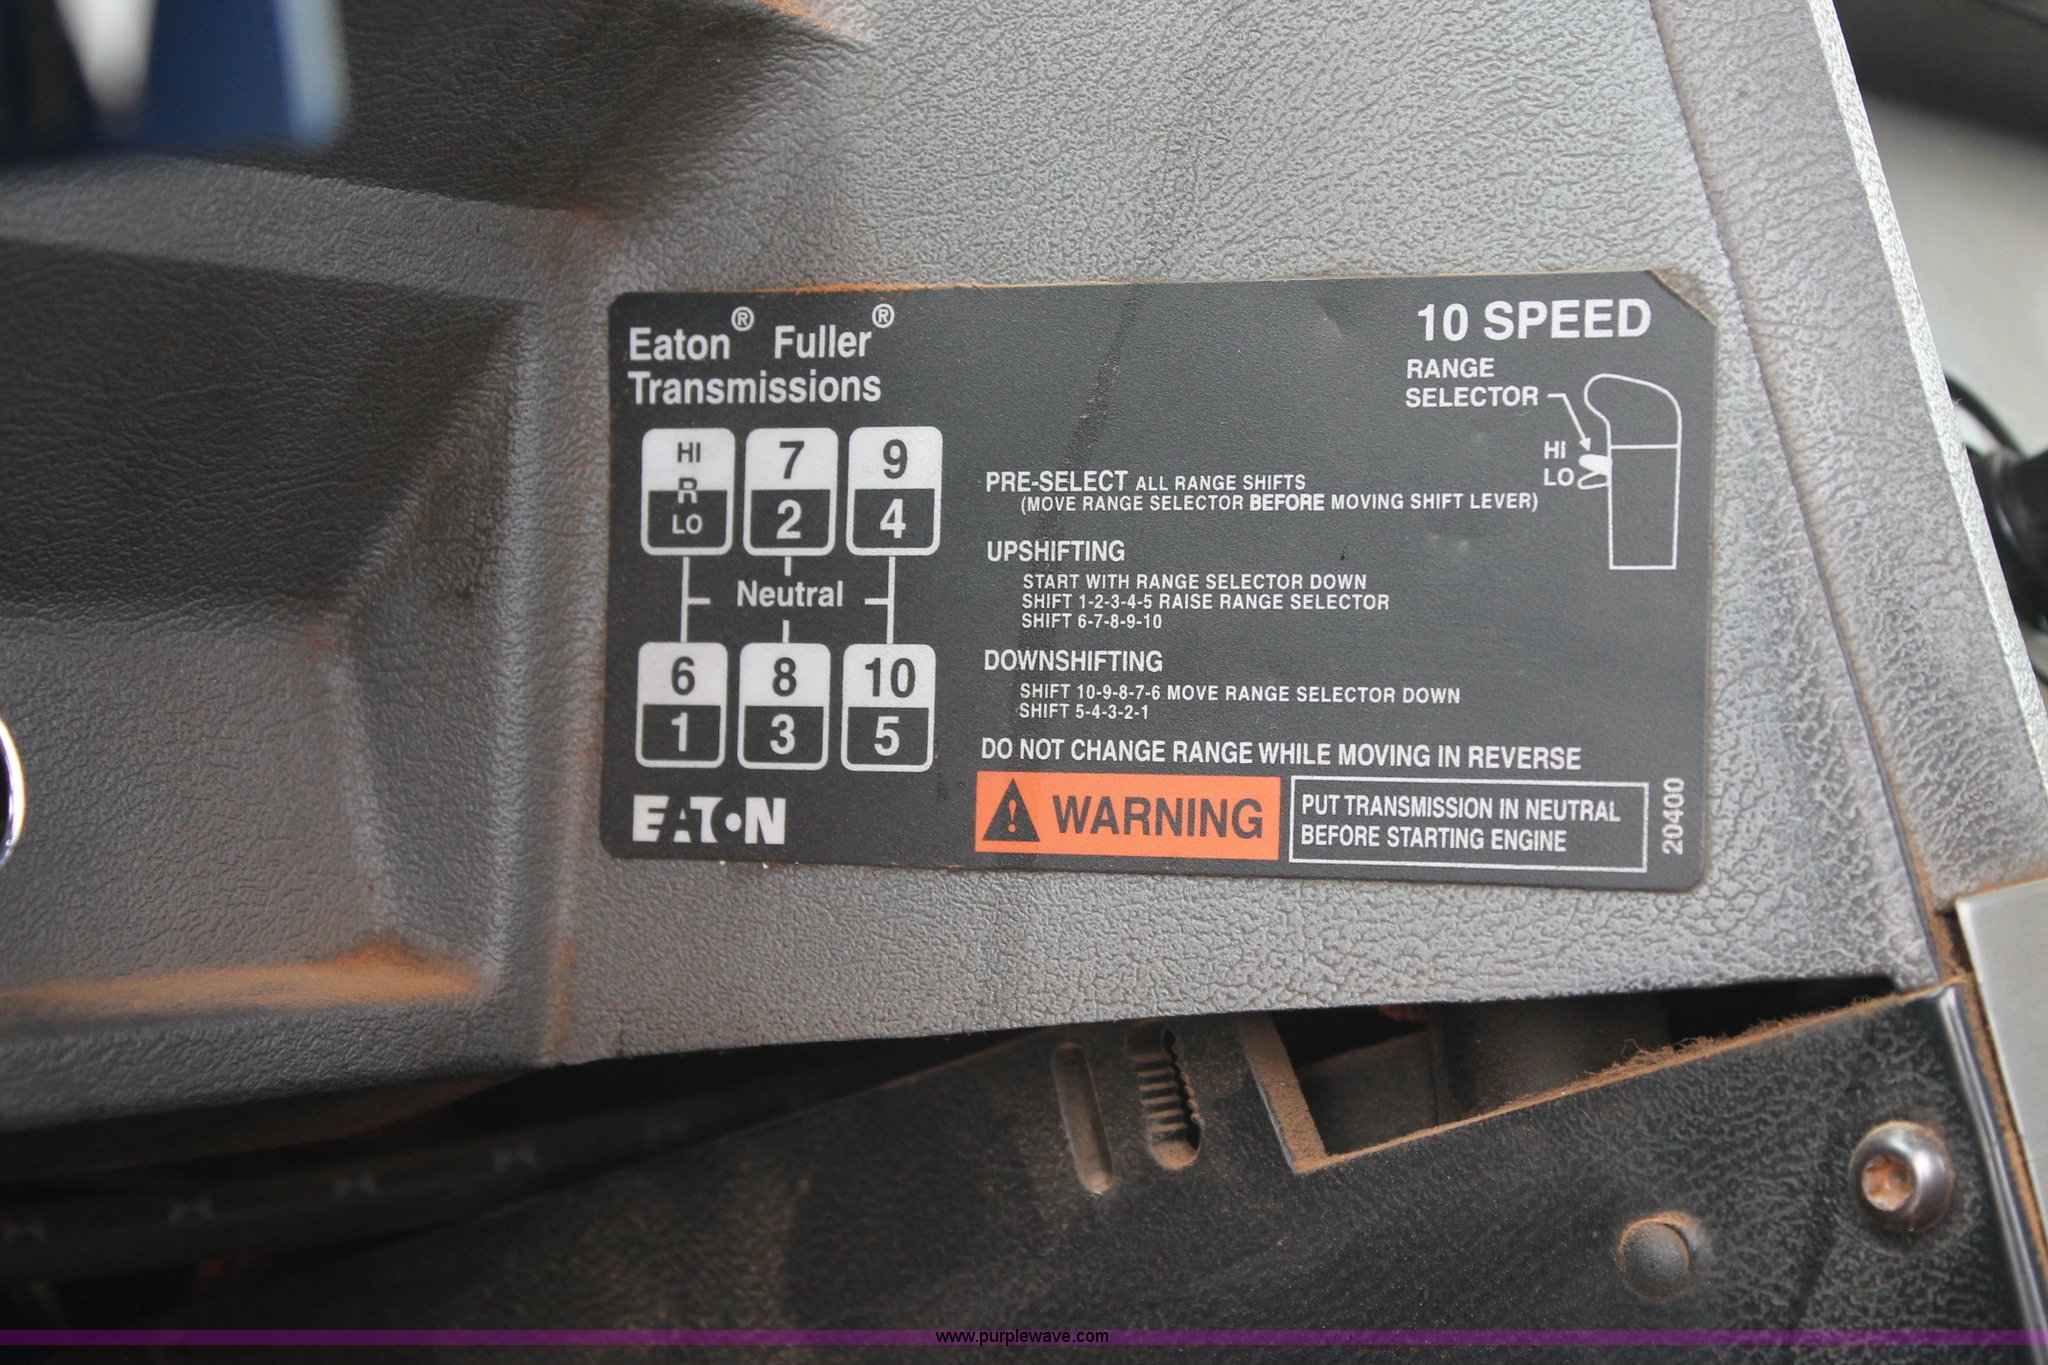 Eaton® Fuller®
Transmissions
10 SPEED
RANGE
SELECTOR
HI
LO
HI
R
LO
7
2
9
4
Neutral
6
1
8
3
10
5
PRE-SELECT ALL RANGE SHIFTS
(MOVE RANGE SELECTOR BEFORE MOVING SHIFT LEVER)
UPSHIFTING
START WITH RANGE SELECTOR DOWN
SHIFT 1-2-3-4-5 RAISE RANGE SELECTOR
SHIFT 6-7-8-9-10
DOWNSHIFTING
SHIFT 10-9-8-7-6 MOVE RANGE SELECTOR DOWN
SHIFT 5-4-3-2-1
DO NOT CHANGE RANGE WHILE MOVING IN REVERSE
EATON
WARNING
PUT TRANSMISSION IN NEUTRAL
BEFORE STARTING ENGINE
20400
www.purplewave.com